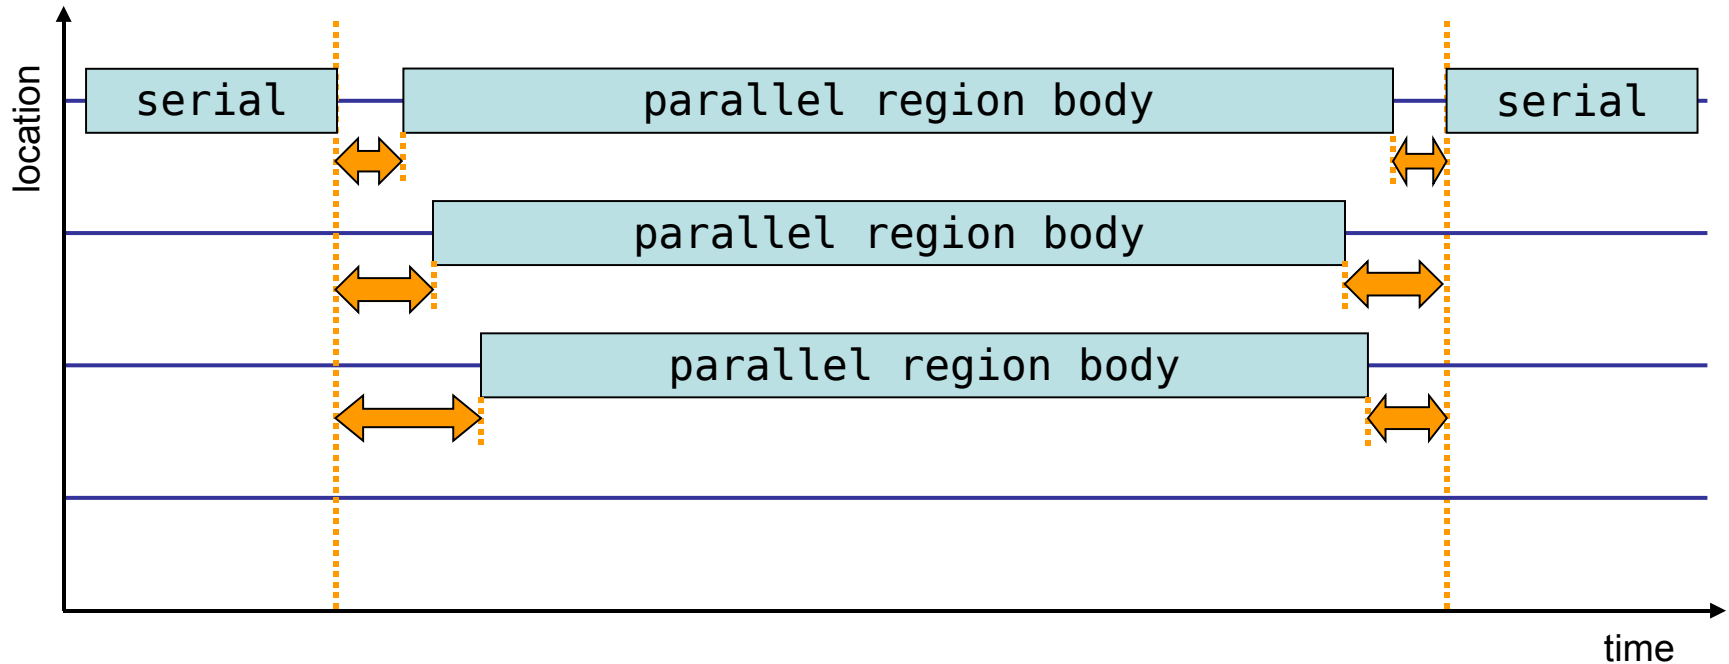 location
serial
parallel region body
serial
parallel region body
parallel region body
time